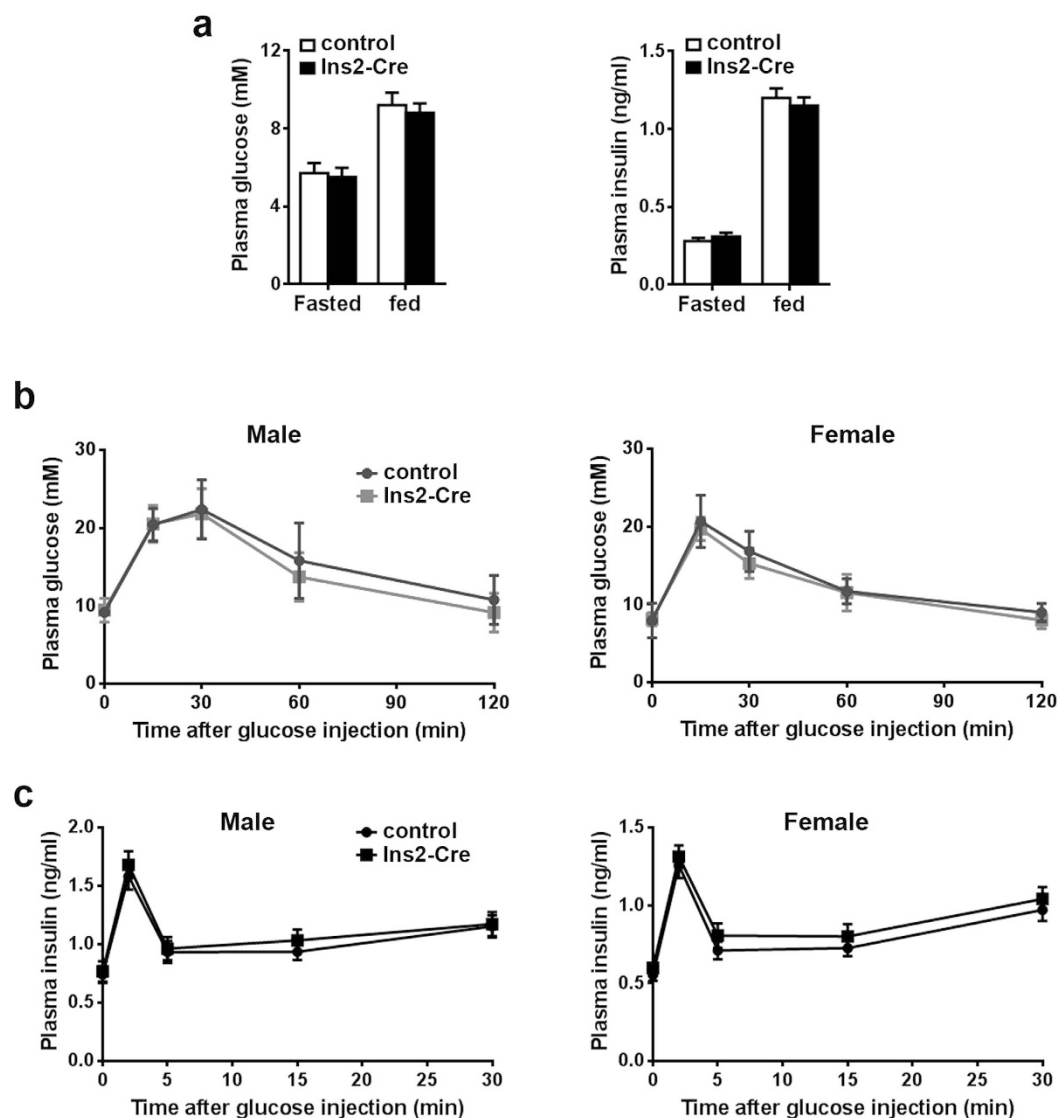 a
control
Ins2-Cre
Plasma glucose (mM)
12
8
4
0
Fasted fed
control
Ins2-Cre
Plasma insulin (ng/ml)
1.5
1.0
0.5
0.0
Fasted fed
b
Male
control
Ins2-Cre
Plasma glucose (mM)
30
20
10
0
0 30 60 90 120
Time after glucose injection (min)
Female
Plasma glucose (mM)
30
20
10
0
0 30 60 90 120
Time after glucose injection (min)
c
Male
control
Ins2-Cre
Plasma insulin (ng/ml)
2.0
1.5
1.0
0.5
0.0
0 5 10 15 20 25 30
Time after glucose injection (min)
Female
Plasma insulin (ng/ml)
1.5
1.0
0.5
0.0
0 5 10 15 20 25 30
Time after glucose injection (min)